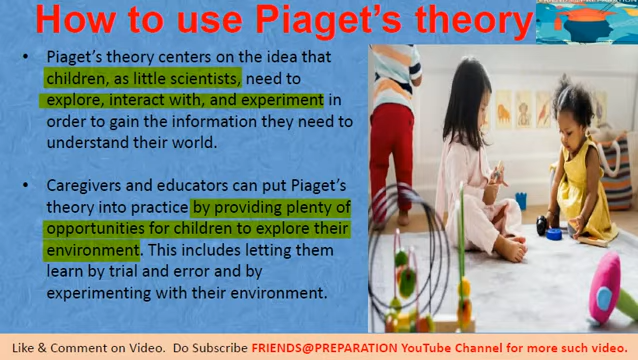 How to use Piaget's theory
• Piaget's theory centers on the idea that
children, as little scientists, need to
explore, interact with, and experiment in
order to gain the information they need to
understand their world.
• Caregivers and educators can put Piaget's
theory into practice by providing plenty of
opportunities for children to explore their
environment. This includes letting them
learn by trial and error and by
experimenting with their environment.
Like & Comment on Video. Do Subscribe FRIENDS@PREPARATION YouTube Channel for more such video.